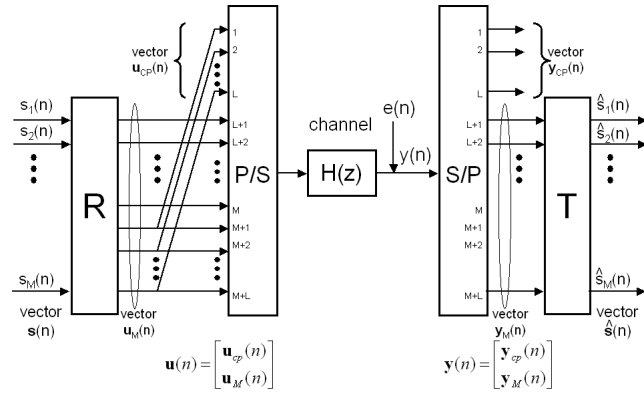 vector
u_CP(n)
1
2
L
L+1
L+2
M
M+1
M+2
M+L
s_1(n)
s_2(n)
s_M(n)
vector
s(n)
R
vector
u_M(n)
P/S
channel
H(z)
e(n)
y(n)
S/P
1
2
L
L+1
L+2
M
M+1
M+2
M+L
vector
y_CP(n)
T
ŝ_1(n)
ŝ_2(n)
ŝ_M(n)
vector
y_M(n)
vector
ŝ(n)
u(n) = [u_cp(n)
u_M(n)]
y(n) = [y_cp(n)
y_M(n)]